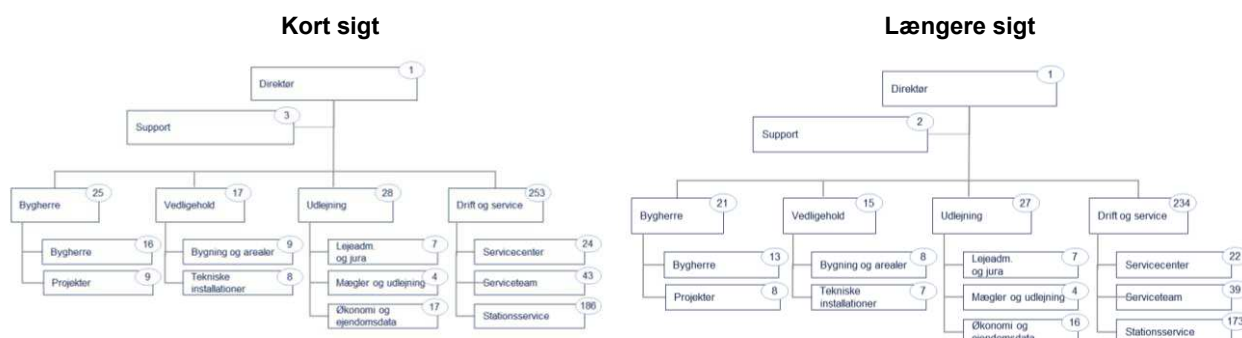 Kort sigt
1
Direktør
3
Support
25
Bygherre
17
Vedligehold
28
Udlejning
253
Drift og service
16
Bygherre
9
Projekter
9
Bygning og arealer
8
Tekniske
installationer
7
Lejeadm.
og jura
4
Mægler og udlejning
17
Økonomi og
ejendomsdata
24
Servicecenter
43
Serviceteam
186
Stationsservice
Længere sigt
1
Direktør
2
Support
21
Bygherre
15
Vedligehold
27
Udlejning
234
Drift og service
13
Bygherre
8
Projekter
8
Bygning og arealer
7
Tekniske
installationer
7
Lejeadm.
og jura
4
Mægler og udlejning
16
Økonomi og
ejendomsdata
22
Servicecenter
39
Serviceteam
173
Stationsservice